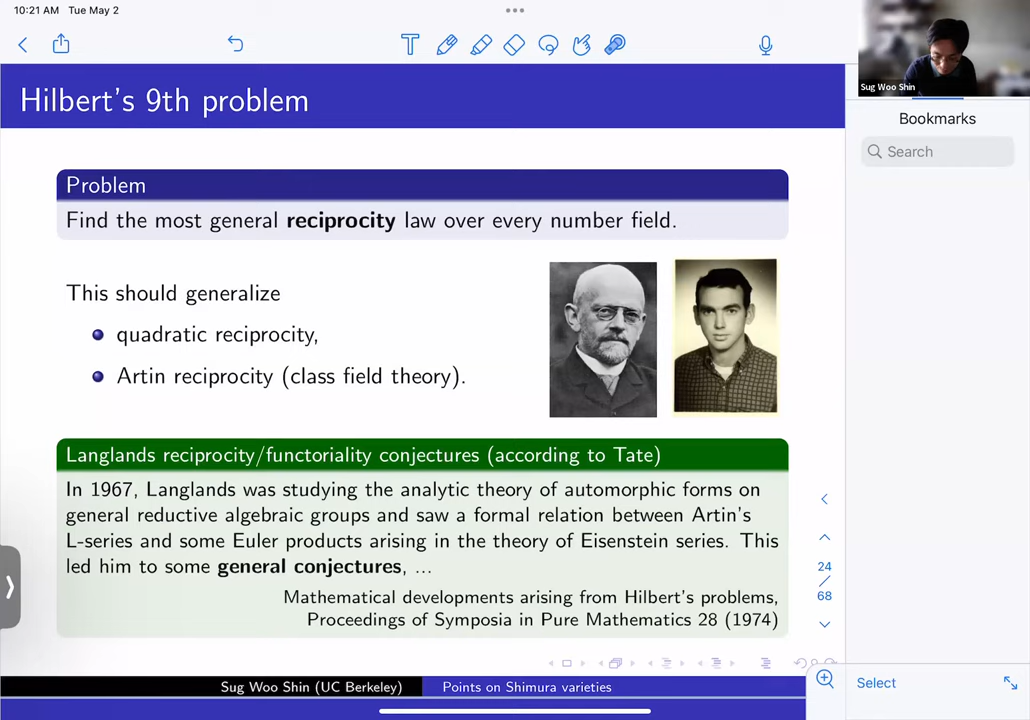 10:21 AM Tue May 2
Sug Woo Shin
Bookmarks
Search
Hilbert's 9th problem
Problem
Find the most general reciprocity law over every number field.
This should generalize
quadratic reciprocity,
Artin reciprocity (class field theory).
Langlands reciprocity/functoriality conjectures (according to Tate)
In 1967, Langlands was studying the analytic theory of automorphic forms on
general reductive algebraic groups and saw a formal relation between Artin's
L-series and some Euler products arising in the theory of Eisenstein series. This
led him to some general conjectures, ...
Mathematical developments arising from Hilbert's problems,
Proceedings of Symposia in Pure Mathematics 28 (1974)
24
/
68
Sug Woo Shin (UC Berkeley)
Points on Shimura varieties
Select